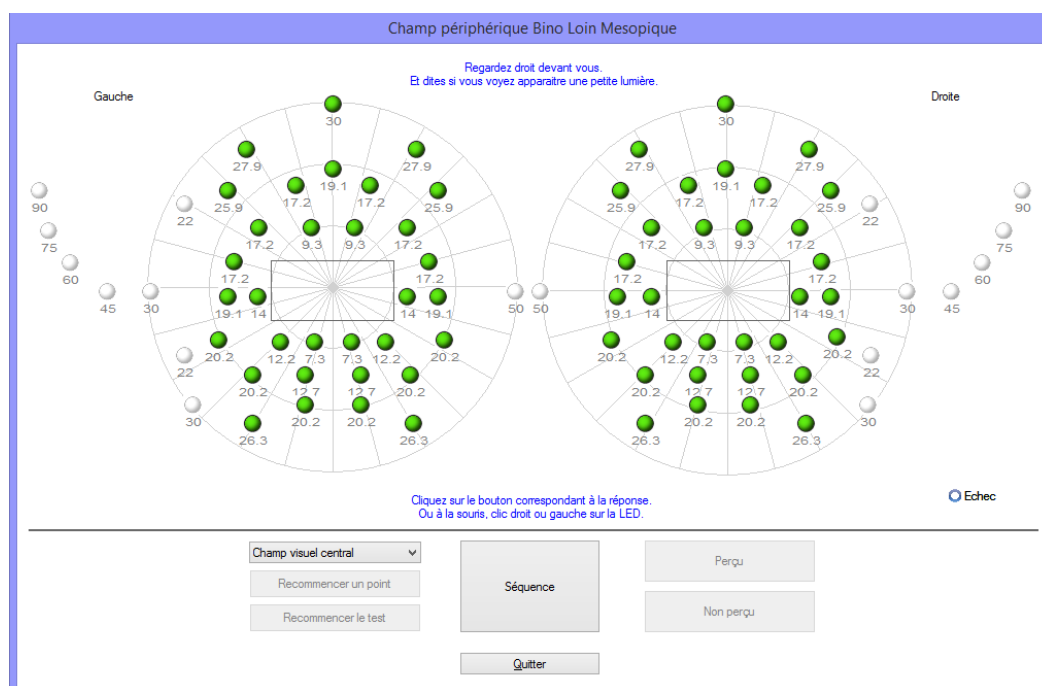 Champ périphérique Bino Loin Mesopique
Regardez droit devant vous.
Et dites si vous voyez apparaitre une petite lumière.
Gauche
Droite
30
30
27.9 27.9
27.9 27.9
19.1
19.1
17.2 17.2
17.2 17.2
25.9 25.9
25.9 25.9
90
22
22
90
17.2 9.3 9.3 17.2
17.2 9.3 9.3 17.2
75
75
60
17.2 17.2
17.2 17.2
60
45 30
19.1 14 14 19.1
50 50
19.1 14 14 19.1
30 45
20.2 12.2 7.3 7.3 12.2 20.2
20.2 12.2 7.3 7.3 12.2 20.2
22
22
20.2 12.7 12.7 20.2
20.2 12.7 12.7 20.2
30
20.2 20.2
20.2 20.2
30
26.3 26.3
26.3 26.3
Cliquez sur le bouton correspondant à la réponse.
Ou à la souris, clic droit ou gauche sur la LED.
Echec
Champ visuel central
Recommencer un point
Recommencer le test
Séquence
Perçu
Non perçu
Quitter